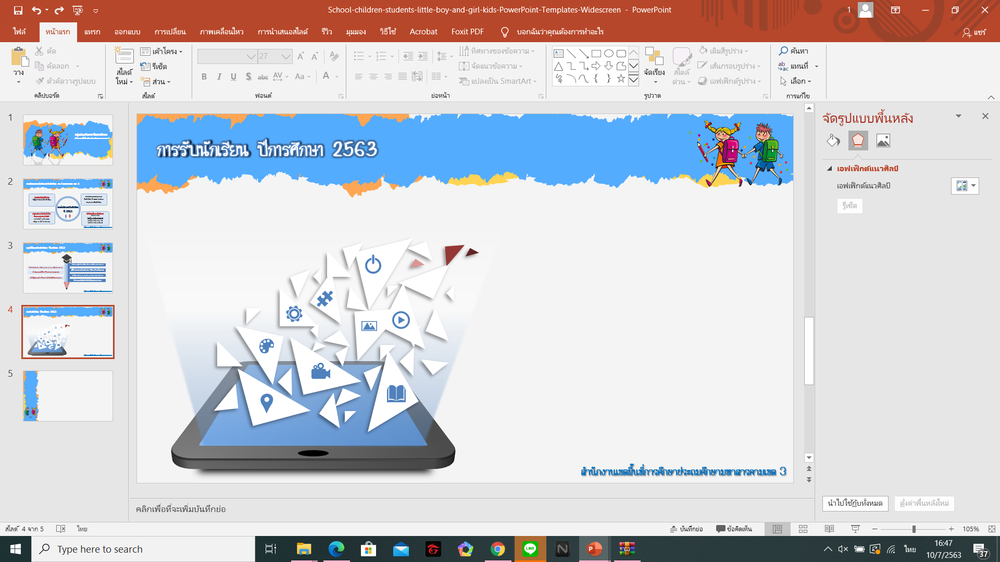 School-children-students-little-boy-and-girl-kids-PowerPoint-Templates-Widescreen - PowerPoint
1
ไฟล์ หน้าแรก แทรก ออกแบบ การเปลี่ยน ภาพเคลื่อนไหว การนำเสนอสไลด์ รีวิว มุมมอง วิธีใช้ Acrobat Foxit PDF บอกฉันว่าคุณต้องการทำอะไร แชร์
วาง
ตัด
คัดลอก
ตัวคัดวางรูปแบบ
คลิปบอร์ด
สไลด์ใหม่
เค้าโครง
รีเซ็ต
ส่วน
สไลด์
27
B I U S abc AV Aa A
ฟอนต์
ทิศทางของข้อความ
จัดแนวข้อความ
แปลงเป็น SmartArt
ย่อหน้า
จัดเรียง
สไตล์ด่วน
เติมสีรูปร่าง
เส้นกรอบรูปร่าง
เอฟเฟ็กต์รูปร่าง
รูปวาด
ค้นหา
แทนที่
เลือก
การแก้ไข
1
2
3
4
5
การรับนักเรียน ปีการศึกษา 2563
สำนักงานเขตพื้นที่การศึกษาประถมศึกษามหาสารคามเขต 3
จัดรูปแบบพื้นหลัง
เอฟเฟ็กต์แนวศิลป์
เอฟเฟ็กต์แนวศิลป์
รีเซ็ต
นำไปใช้กับทั้งหมด
ตั้งค่าพื้นหลังใหม่
คลิกเพื่อที่จะเพิ่มบันทึกย่อ
สไลด์ 4 จาก 5 ไทย บันทึกย่อ ข้อคิดเห็น 105%
Type here to search
LINE
ไทย
16:47
10/7/2563
37